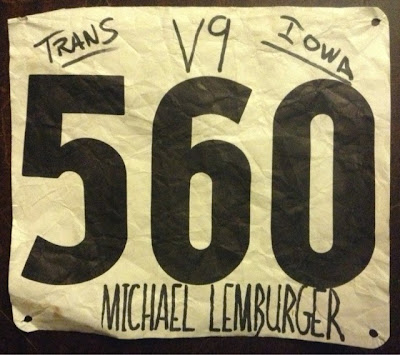 TRANS V9 IOWA
560
MICHAEL LEMBURGER